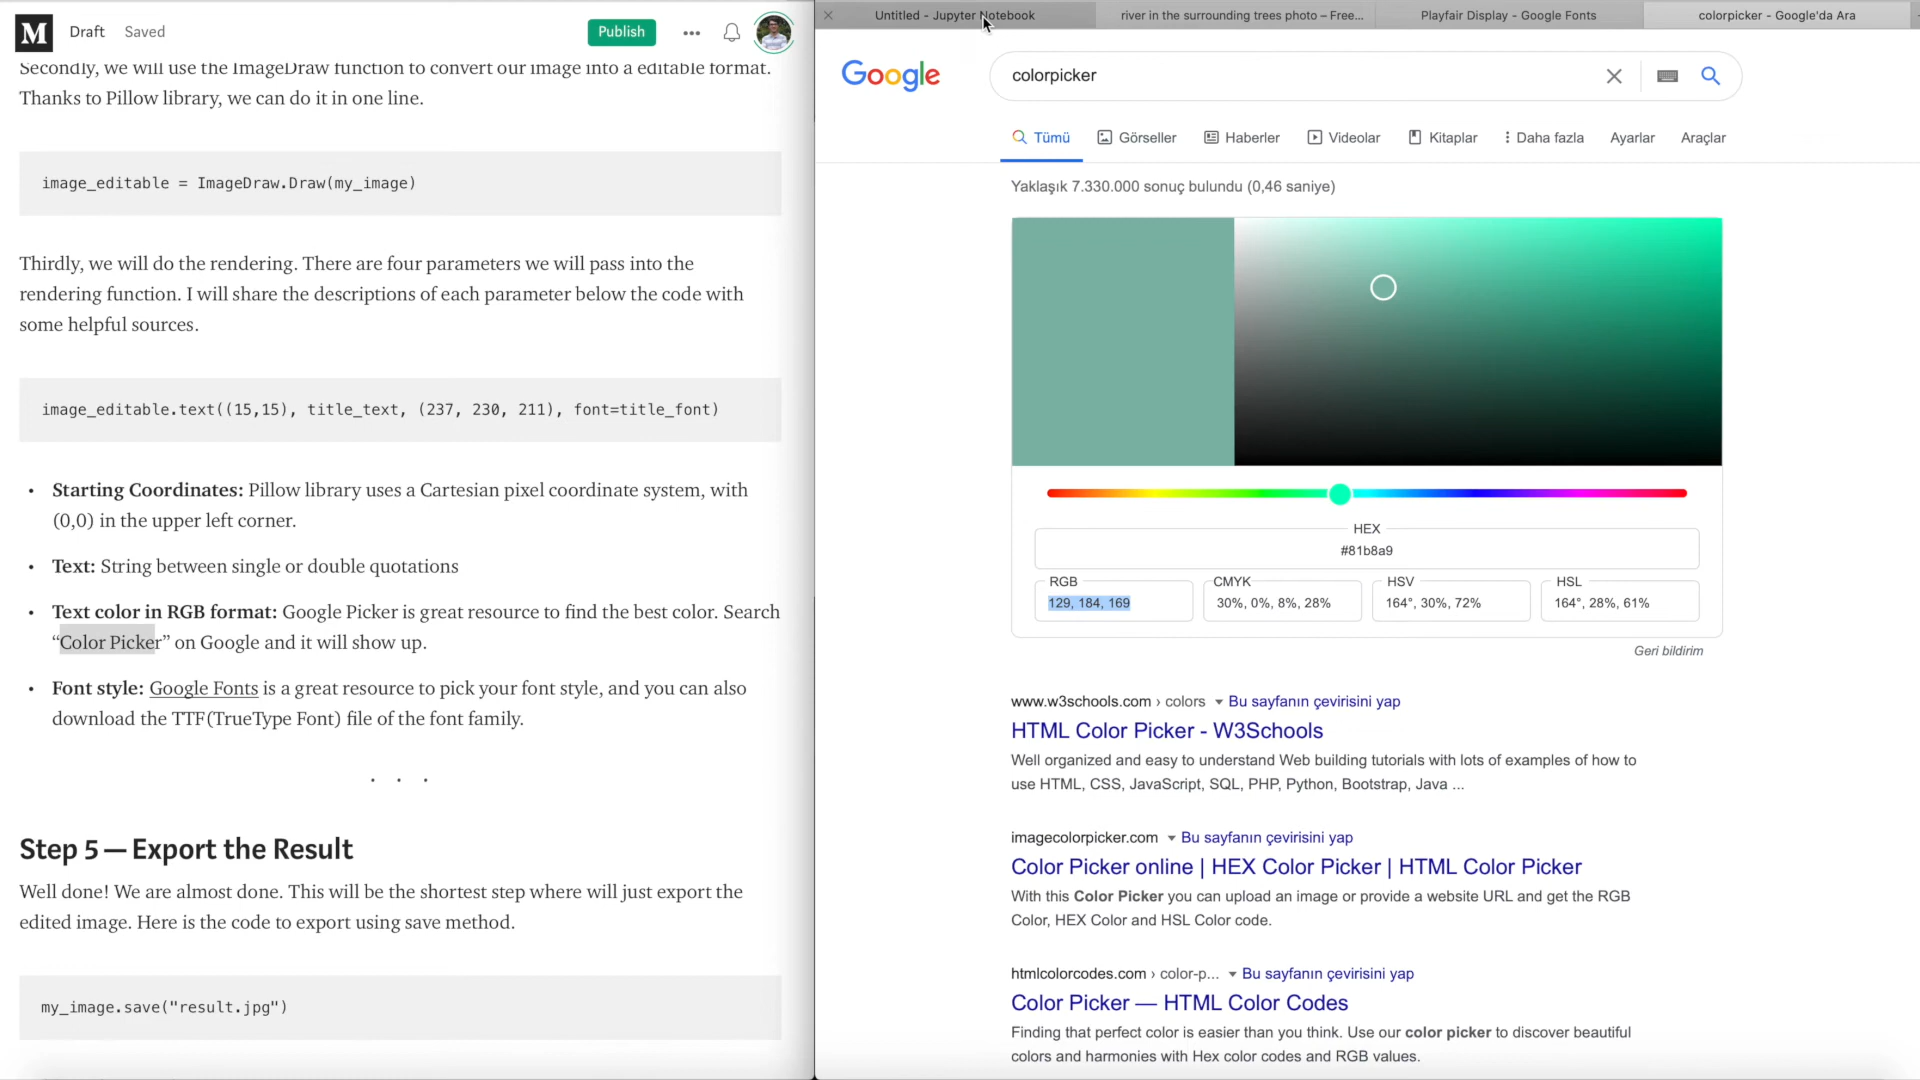 M
Draft
Saved
Publish
Secondly, we will use the ImageDraw function to convert our image into a editable format.
Thanks to Pillow library, we can do it in one line.
image_editable = ImageDraw.Draw(my_image)
Thirdly, we will do the rendering. There are four parameters we will pass into the
rendering function. I will share the descriptions of each parameter below the code with
some helpful sources.
image_editable.text((15,15), title_text, (237, 230, 211), font=title_font)
• Starting Coordinates: Pillow library uses a Cartesian pixel coordinate system, with
(0,0) in the upper left corner.
• Text: String between single or double quotations
• Text color in RGB format: Google Picker is great resource to find the best color. Search
“Color Picker” on Google and it will show up.
• Font style: Google Fonts is a great resource to pick your font style, and you can also
download the TTF(TrueType Font) file of the font family.
. . .
Step 5 — Export the Result
Well done! We are almost done. This will be the shortest step where will just export the
edited image. Here is the code to export using save method.
my_image.save("result.jpg")
Untitled - Jupyter Notebook
river in the surrounding trees photo – Free...
Playfair Display - Google Fonts
colorpicker - Google'da Ara
Google
colorpicker
Tümü
Görseller
Haberler
Videolar
Kitaplar
Daha fazla
Ayarlar
Araçlar
Yaklaşık 7.330.000 sonuç bulundu (0,46 saniye)
HEX
#81b8a9
RGB
129, 184, 169
CMYK
30%, 0%, 8%, 28%
HSV
164°, 30%, 72%
HSL
164°, 28%, 61%
Geri bildirim
www.w3schools.com › colors Bu sayfanın çevirisini yap
HTML Color Picker - W3Schools
Well organized and easy to understand Web building tutorials with lots of examples of how to
use HTML, CSS, JavaScript, SQL, PHP, Python, Bootstrap, Java ...
imagecolorpicker.com Bu sayfanın çevirisini yap
Color Picker online | HEX Color Picker | HTML Color Picker
With this Color Picker you can upload an image or provide a website URL and get the RGB
Color, HEX Color and HSL Color code.
htmlcolorcodes.com › color-p... Bu sayfanın çevirisini yap
Color Picker — HTML Color Codes
Finding that perfect color is easier than you think. Use our color picker to discover beautiful
colors and harmonies with Hex color codes and RGB values.